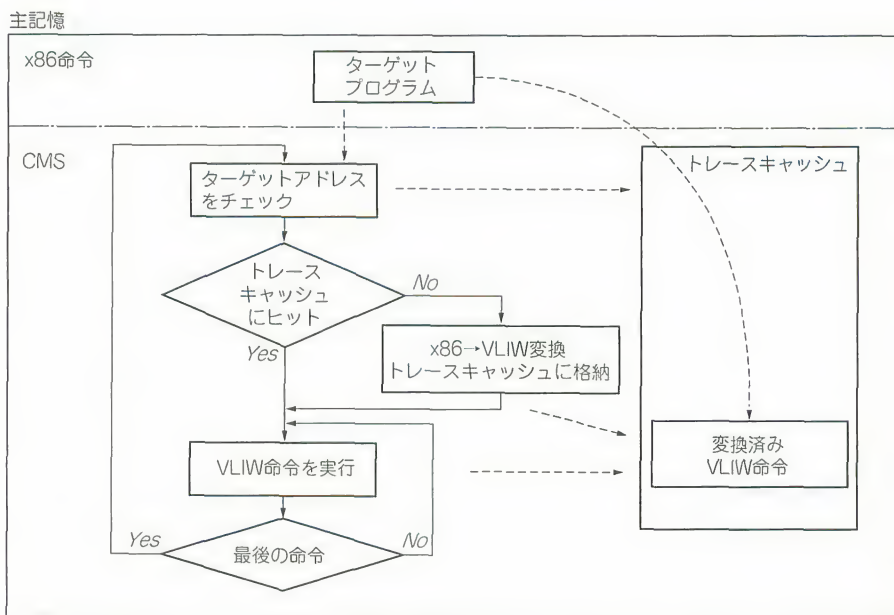 主記憶
x86命令
ターゲット
プログラム
CMS
ターゲットアドレス
をチェック
トレースキャッシュ
トレース
キャッシュ
にヒット
No
Yes
x86→VLIW変換
トレースキャッシュに格納
VLIW命令を実行
変換済み
VLIW命令
最後の命令
Yes
No